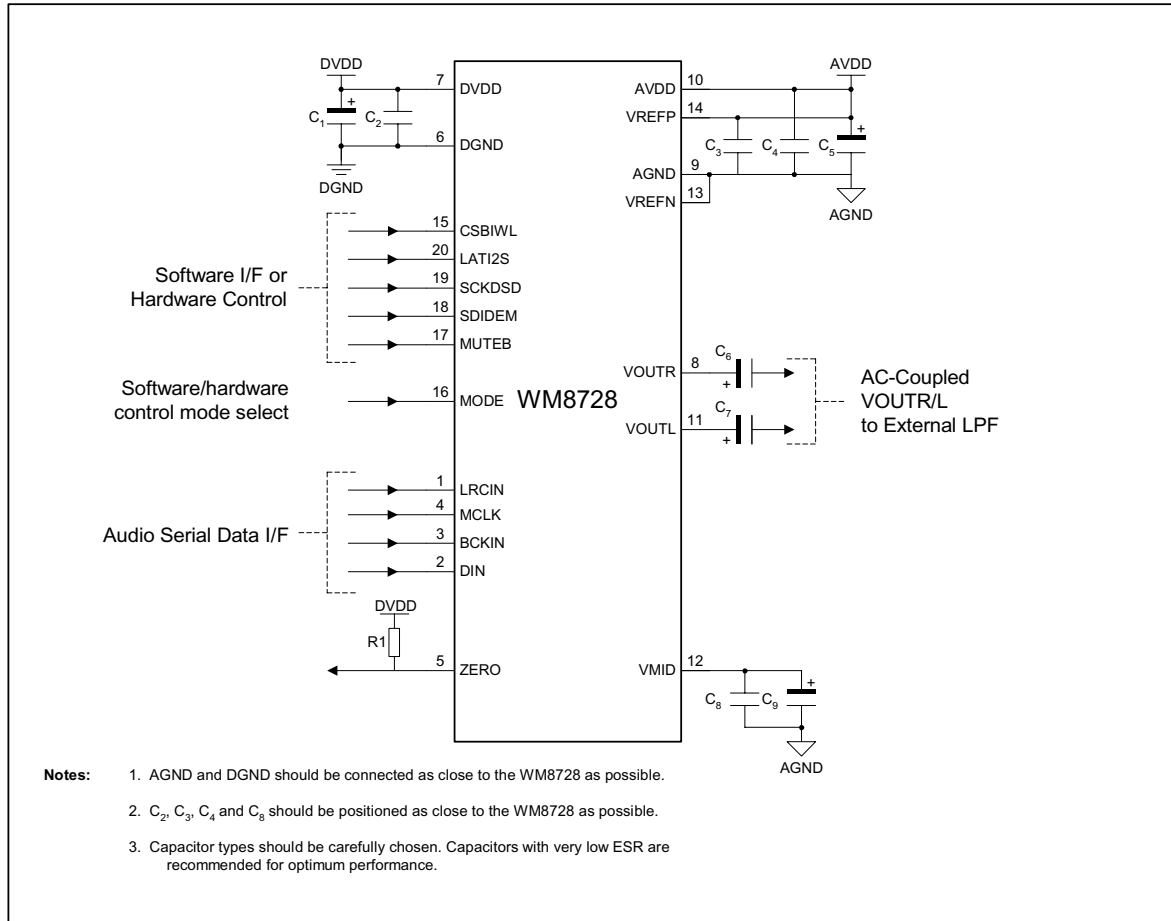 DVDD
7
DVDD
C1
+
C2
6
DGND
DGND
10
AVDD
AVDD
14
VREFP
C3
C4
C5
+
9
AGND
13
VREFN
AGND
Software I/F or
Hardware Control
15
CSBIWL
20
LATI2S
19
SCKDSD
18
SDIDEM
17
MUTEB
Software/hardware
control mode select
16
MODE
WM8728
VOUTR
8
C6
+
VOUTL
11
C7
+
AC-Coupled
VOUTR/L
to External LPF
Audio Serial Data I/F
1
LRCIN
4
MCLK
3
BCKIN
2
DIN
DVDD
R1
5
ZERO
VMID
12
C8
C9
+
AGND
Notes: 1. AGND and DGND should be connected as close to the WM8728 as possible.
2. C2, C3, C4 and C8 should be positioned as close to the WM8728 as possible.
3. Capacitor types should be carefully chosen. Capacitors with very low ESR are
recommended for optimum performance.